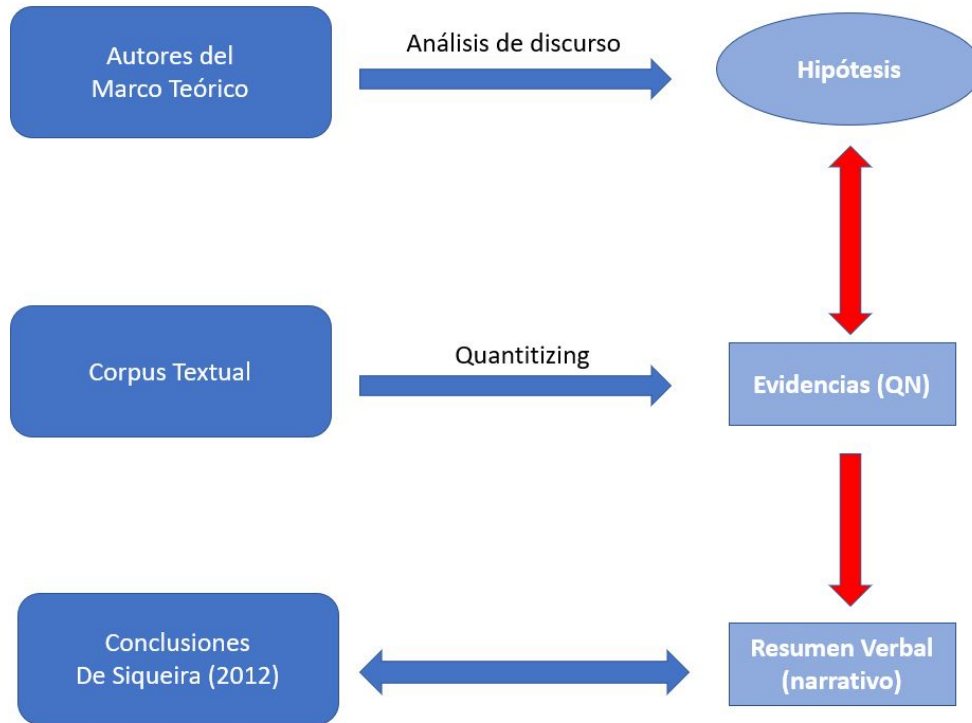 Autores del
Marco Teórico
Análisis de discurso
Hipótesis
Corpus Textual
Quantitizing
Evidencias (QN)
Conclusiones
De Siqueira (2012)
Resumen Verbal
(narrativo)